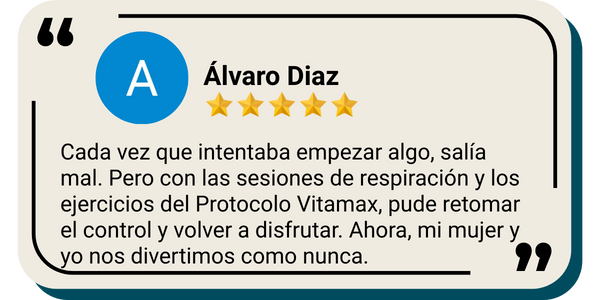 A
Álvaro Diaz
Cada vez que intentaba empezar algo, salía
mal. Pero con las sesiones de respiración y los
ejercicios del Protocolo Vitamax, pude retomar
el control y volver a disfrutar. Ahora, mi mujer y
yo nos divertimos como nunca.